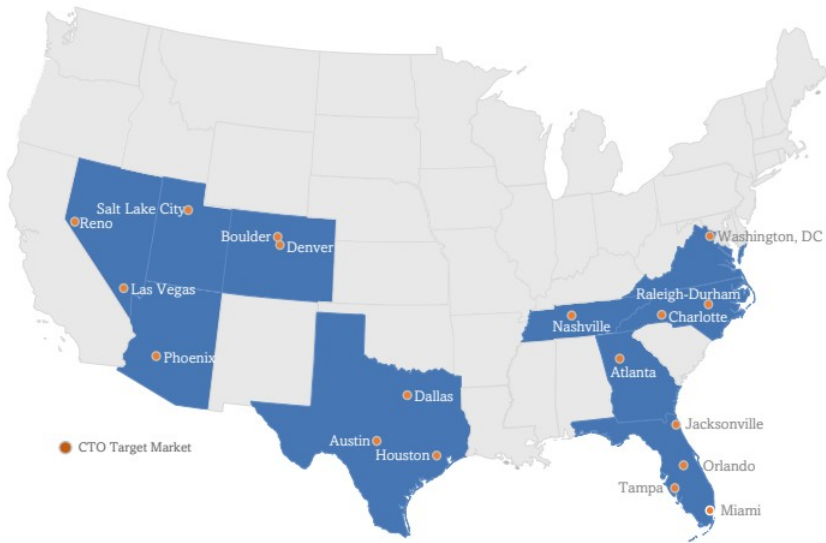 Salt Lake City
Reno
Boulder
Denver
Washington, DC
Las Vegas
Raleigh-Durham
Nashville
Charlotte
Phoenix
Atlanta
Dallas
Jacksonville
Austin
CTO Target Market
Houston
Orlando
Tampa
Miami